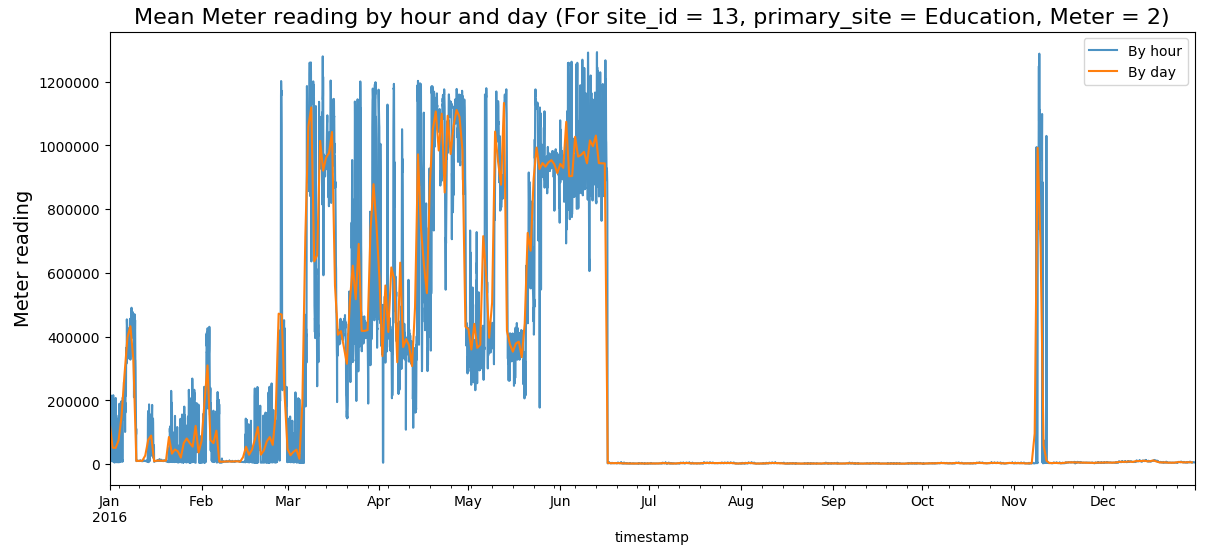 Mean Meter reading by hour and day (For site_id = 13, primary_site = Education, Meter = 2)
By hour
By day
Meter reading
1200000
1000000
800000
600000
400000
200000
0
Jan Feb Mar Apr May Jun Jul Aug Sep Oct Nov Dec
2016
timestamp